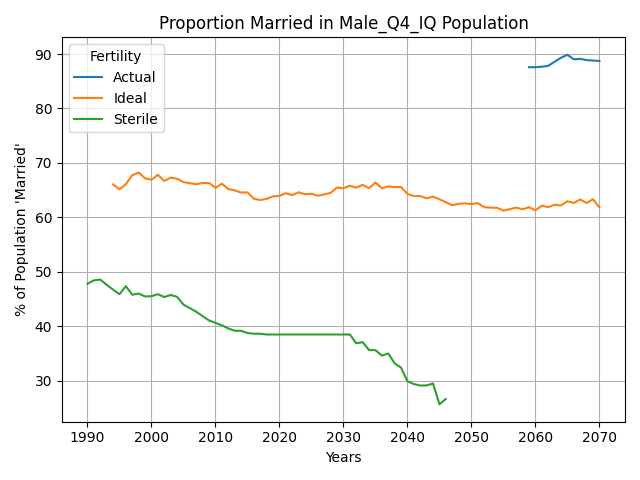 Proportion Married in Male_Q4_IQ Population
Fertility
Actual
Ideal
Sterile
% of Population 'Married'
90
80
70
60
50
40
30
1990 2000 2010 2020 2030 2040 2050 2060 2070
Years